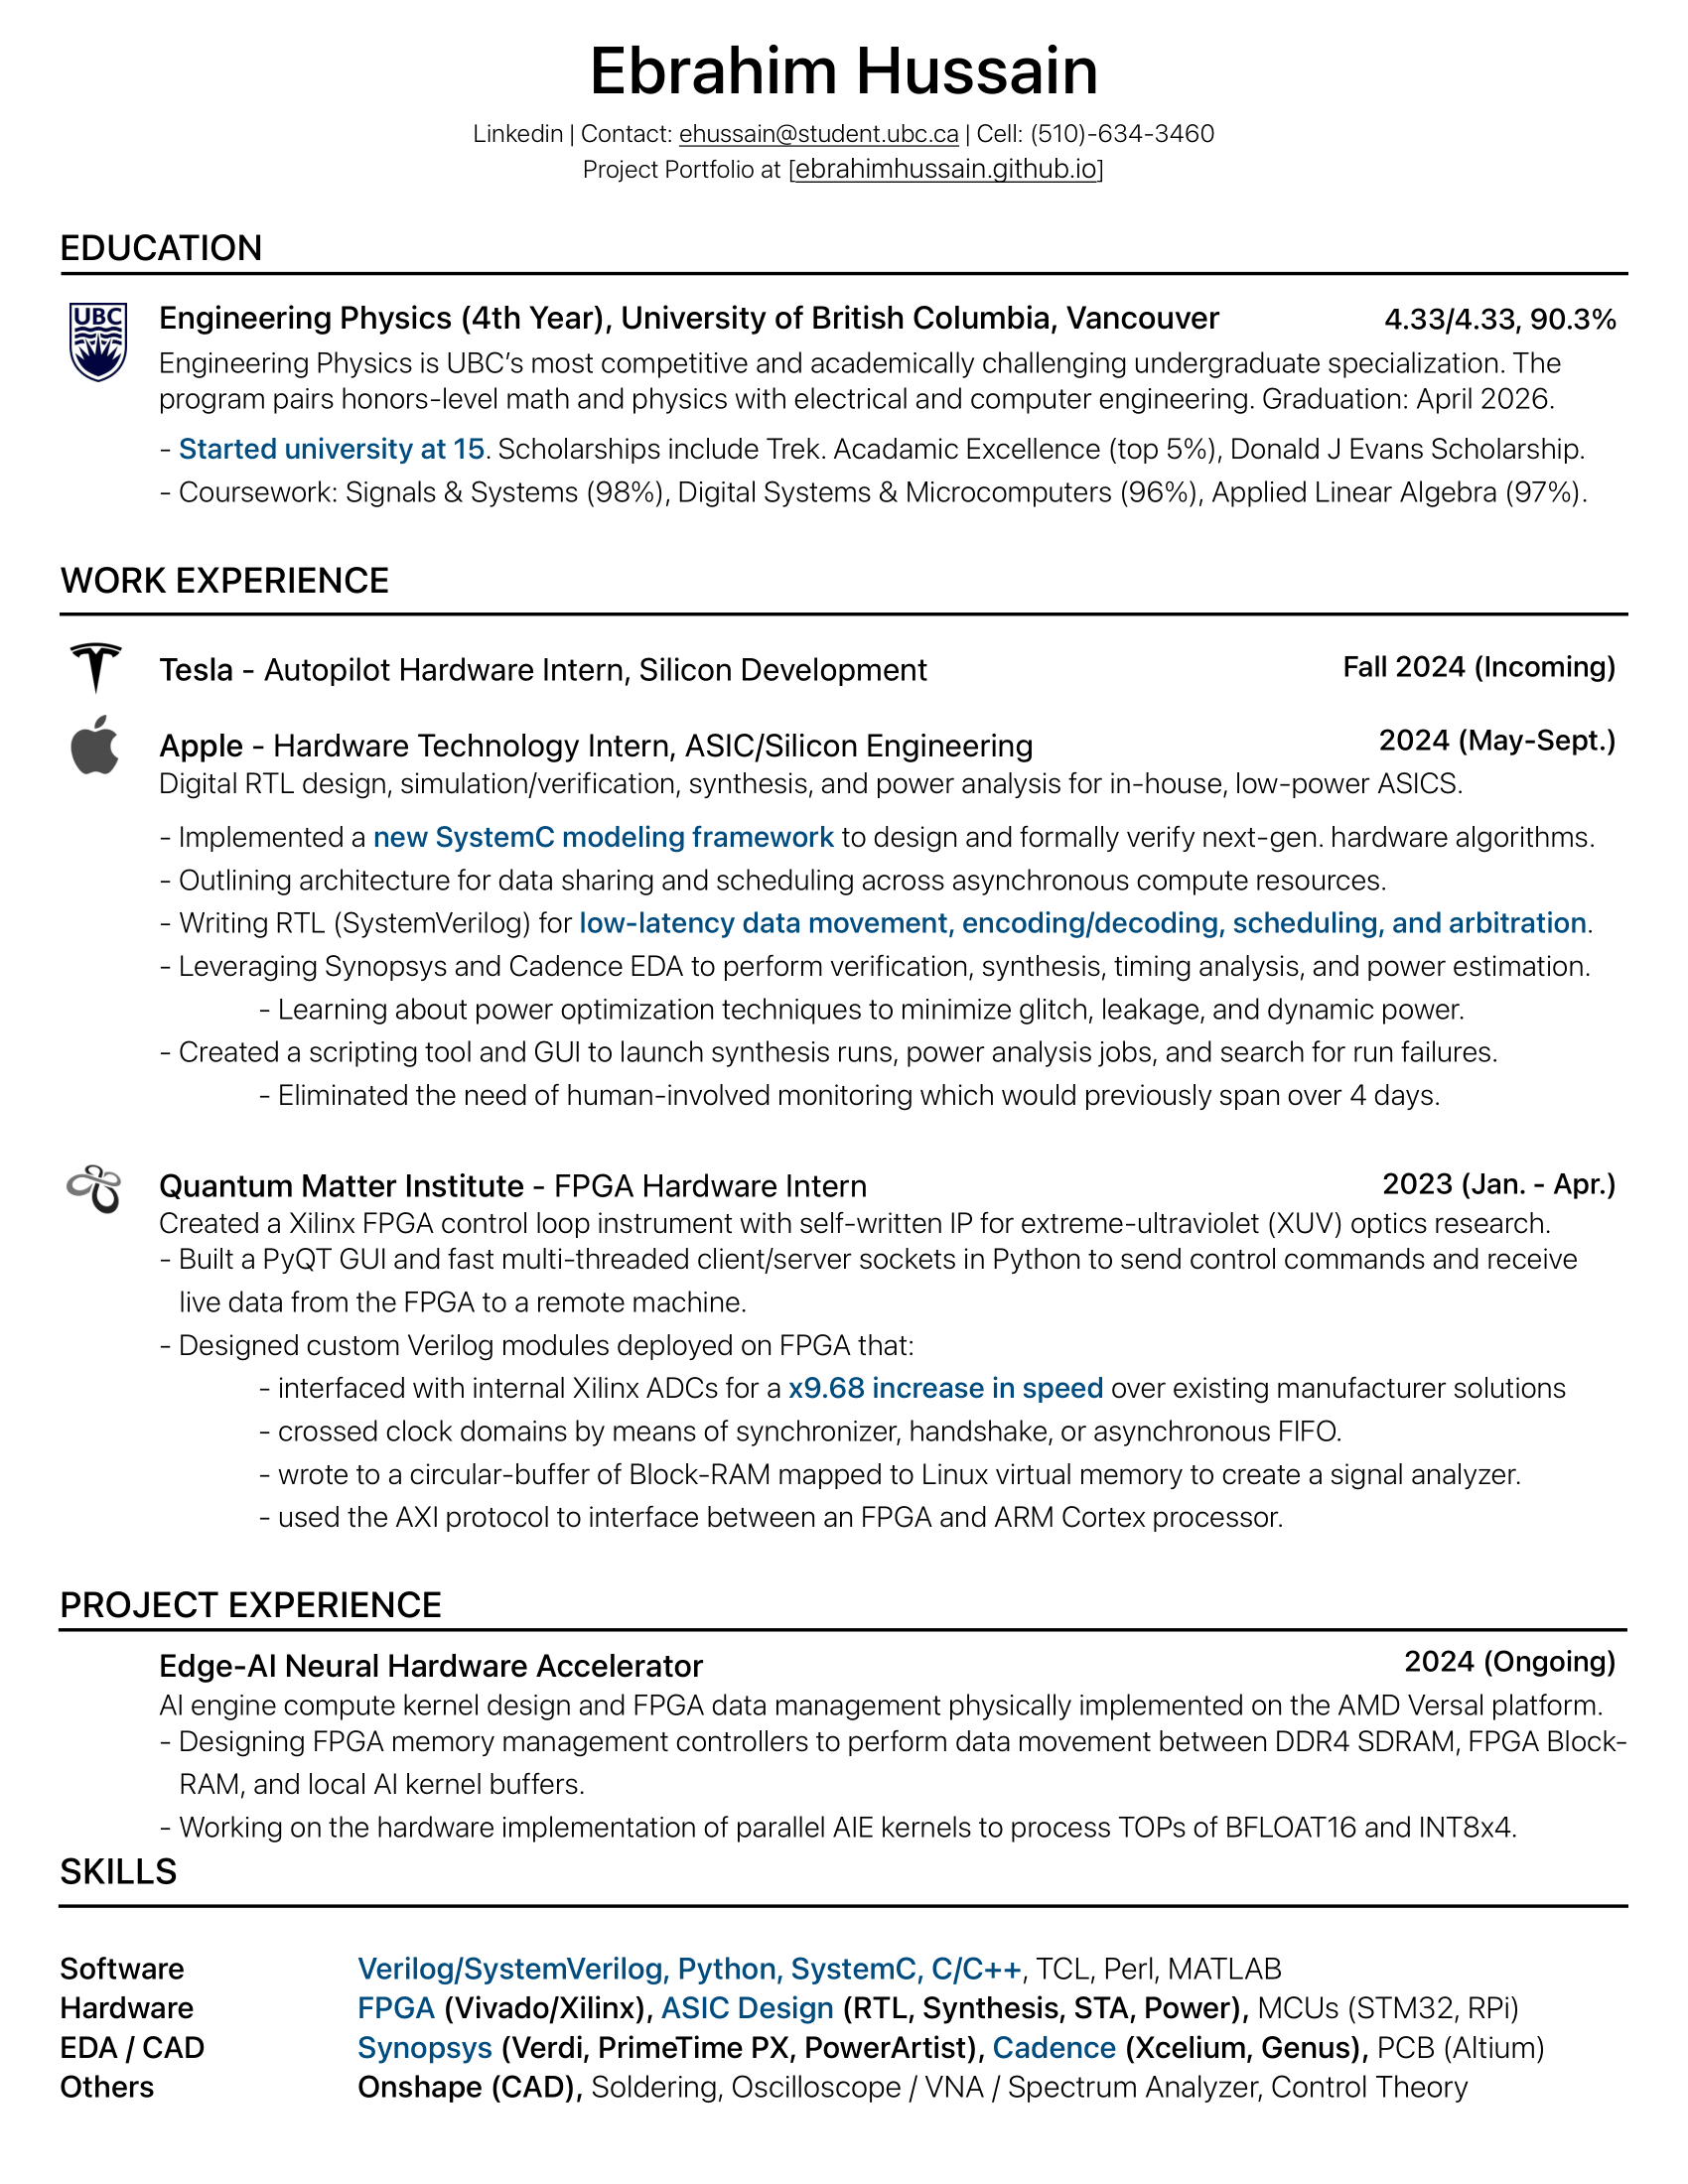 Ebrahim Hussain
Linkedin | Contact: ehussain@student.ubc.ca | Cell: (510)-634-3460
Project Portfolio at [ebrahimhussain.github.io]
EDUCATION
UBC
Engineering Physics (4th Year), University of British Columbia, Vancouver 4.33/4.33, 90.3%
Engineering Physics is UBC’s most competitive and academically challenging undergraduate specialization. The
program pairs honors-level math and physics with electrical and computer engineering. Graduation: April 2026.
- Started university at 15. Scholarships include Trek. Acadamic Excellence (top 5%), Donald J Evans Scholarship.
- Coursework: Signals & Systems (98%), Digital Systems & Microcomputers (96%), Applied Linear Algebra (97%).
WORK EXPERIENCE
Tesla - Autopilot Hardware Intern, Silicon Development Fall 2024 (Incoming)
Apple - Hardware Technology Intern, ASIC/Silicon Engineering 2024 (May-Sept.)
Digital RTL design, simulation/verification, synthesis, and power analysis for in-house, low-power ASICS.
- Implemented a new SystemC modeling framework to design and formally verify next-gen. hardware algorithms.
- Outlining architecture for data sharing and scheduling across asynchronous compute resources.
- Writing RTL (SystemVerilog) for low-latency data movement, encoding/decoding, scheduling, and arbitration.
- Leveraging Synopsys and Cadence EDA to perform verification, synthesis, timing analysis, and power estimation.
- Learning about power optimization techniques to minimize glitch, leakage, and dynamic power.
- Created a scripting tool and GUI to launch synthesis runs, power analysis jobs, and search for run failures.
- Eliminated the need of human-involved monitoring which would previously span over 4 days.
Quantum Matter Institute - FPGA Hardware Intern 2023 (Jan. - Apr.)
Created a Xilinx FPGA control loop instrument with self-written IP for extreme-ultraviolet (XUV) optics research.
- Built a PyQT GUI and fast multi-threaded client/server sockets in Python to send control commands and receive
live data from the FPGA to a remote machine.
- Designed custom Verilog modules deployed on FPGA that:
- interfaced with internal Xilinx ADCs for a x9.68 increase in speed over existing manufacturer solutions
- crossed clock domains by means of synchronizer, handshake, or asynchronous FIFO.
- wrote to a circular-buffer of Block-RAM mapped to Linux virtual memory to create a signal analyzer.
- used the AXI protocol to interface between an FPGA and ARM Cortex processor.
PROJECT EXPERIENCE
Edge-AI Neural Hardware Accelerator 2024 (Ongoing)
AI engine compute kernel design and FPGA data management physically implemented on the AMD Versal platform.
- Designing FPGA memory management controllers to perform data movement between DDR4 SDRAM, FPGA Block-
RAM, and local AI kernel buffers.
- Working on the hardware implementation of parallel AIE kernels to process TOPs of BFLOAT16 and INT8x4.
SKILLS
Software Verilog/SystemVerilog, Python, SystemC, C/C++, TCL, Perl, MATLAB
Hardware FPGA (Vivado/Xilinx), ASIC Design (RTL, Synthesis, STA, Power), MCUs (STM32, RPi)
EDA / CAD Synopsys (Verdi, PrimeTime PX, PowerArtist), Cadence (Xcelium, Genus), PCB (Altium)
Others Onshape (CAD), Soldering, Oscilloscope / VNA / Spectrum Analyzer, Control Theory